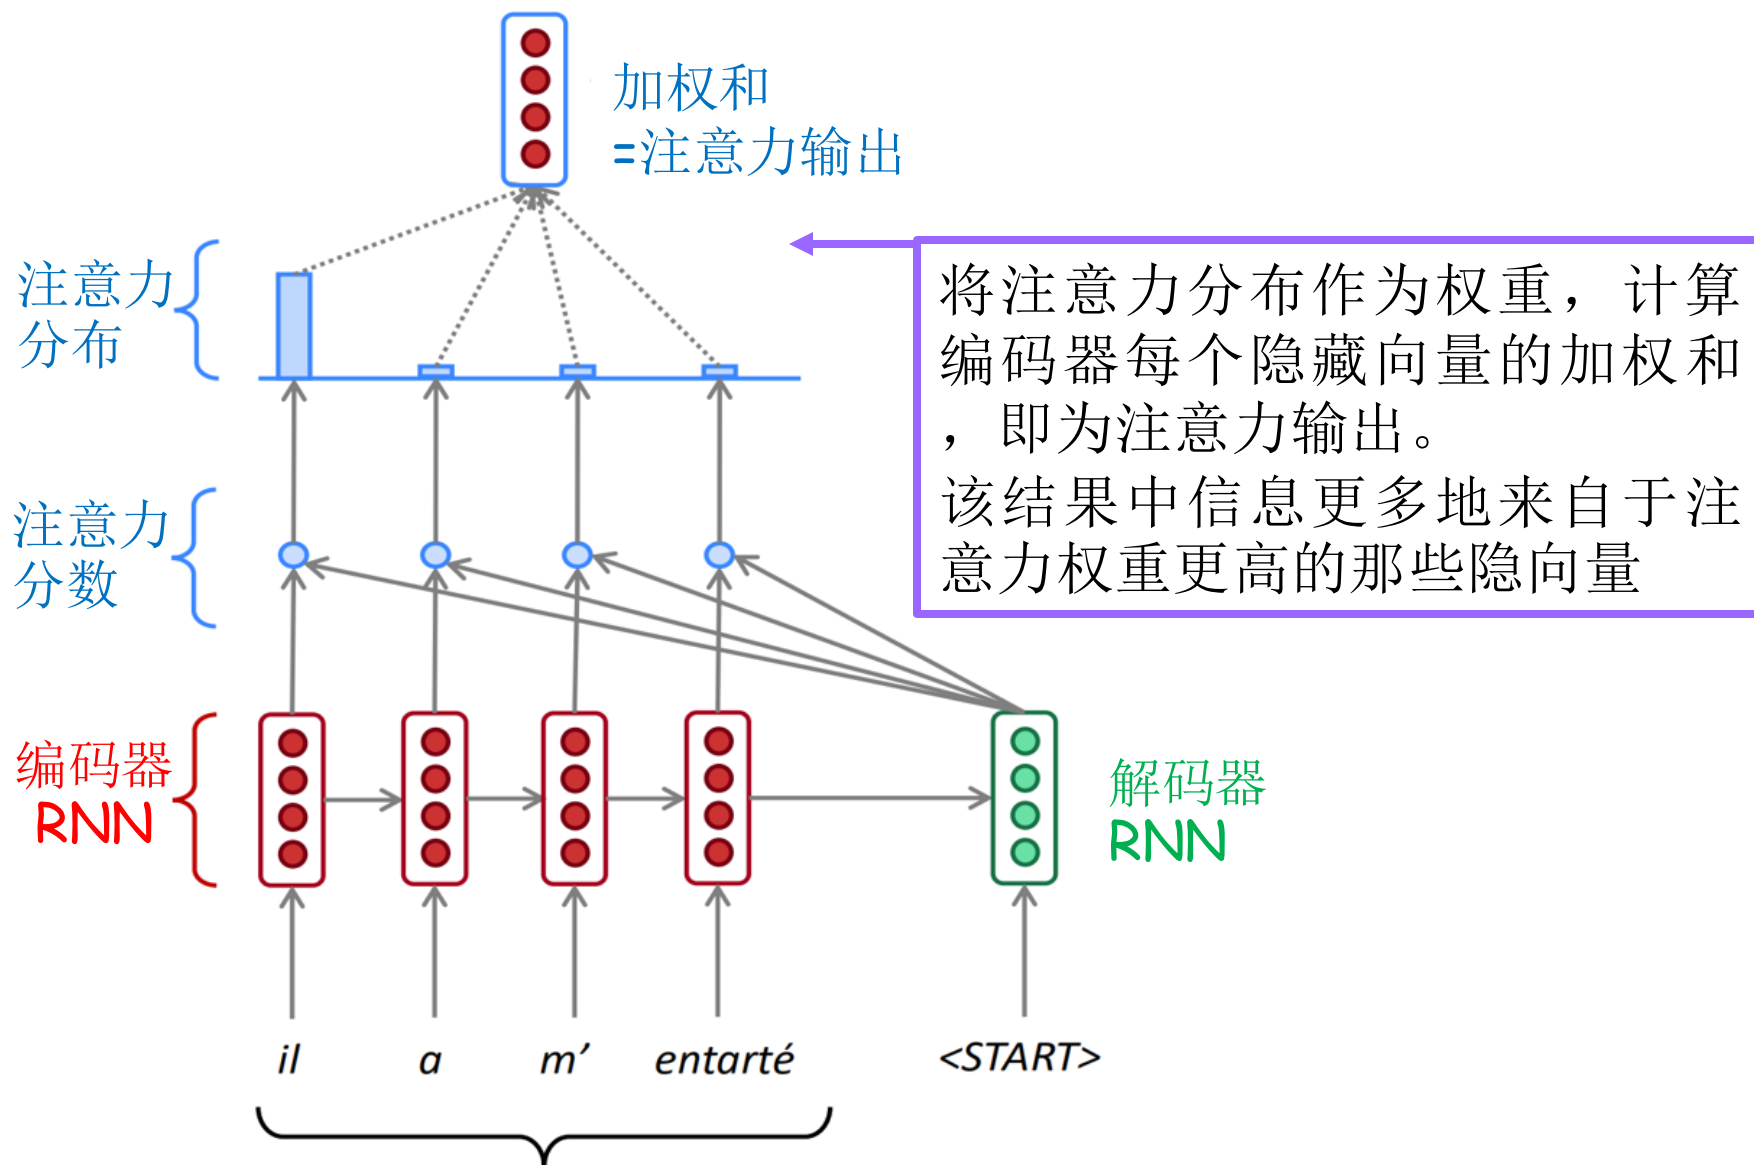 加权和
=注意力输出
注意力
分布
将注意力分布作为权重，计算
编码器每个隐藏向量的加权和
，即为注意力输出。
该结果中信息更多地来自于注
意力权重更高的那些隐向量
注意力
分数
编码器
RNN
解码器
RNN
il a m’ entarté <START>